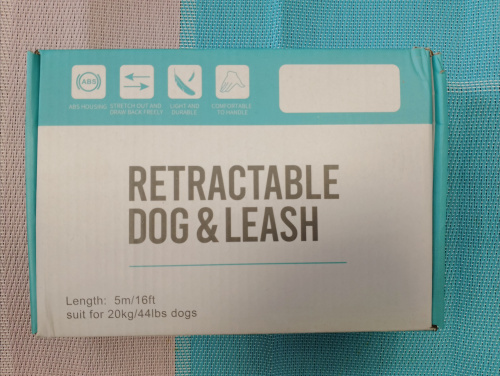 ABS
ABS HOUSING
STRETCH OUT AND
DRAW BACK FREELY
LIGHT AND
DURABLE
COMFORTABLE
TO HANDLE
RETRACTABLE
DOG & LEASH
Length: 5m/16ft
suit for 20kg/44lbs dogs